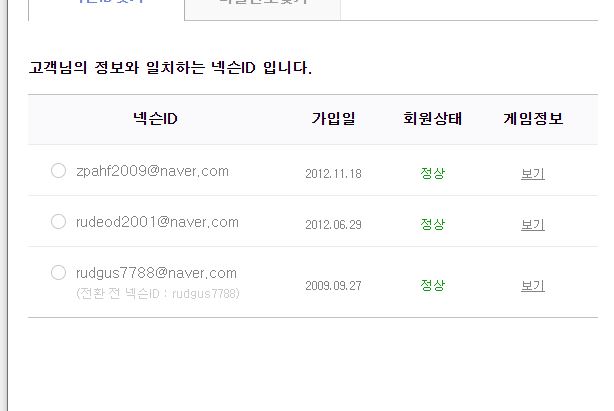 고객님의 정보와 일치하는 넥슨ID 입니다.
넥슨ID 가입일 회원상태 게임정보
zpahf2009@naver.com 2012.11.18 정상 보기
rudeod2001@naver.com 2012.06.29 정상 보기
rudgus7788@naver.com 2009.09.27 정상 보기
(전환 전 넥슨ID : rudgus7788)